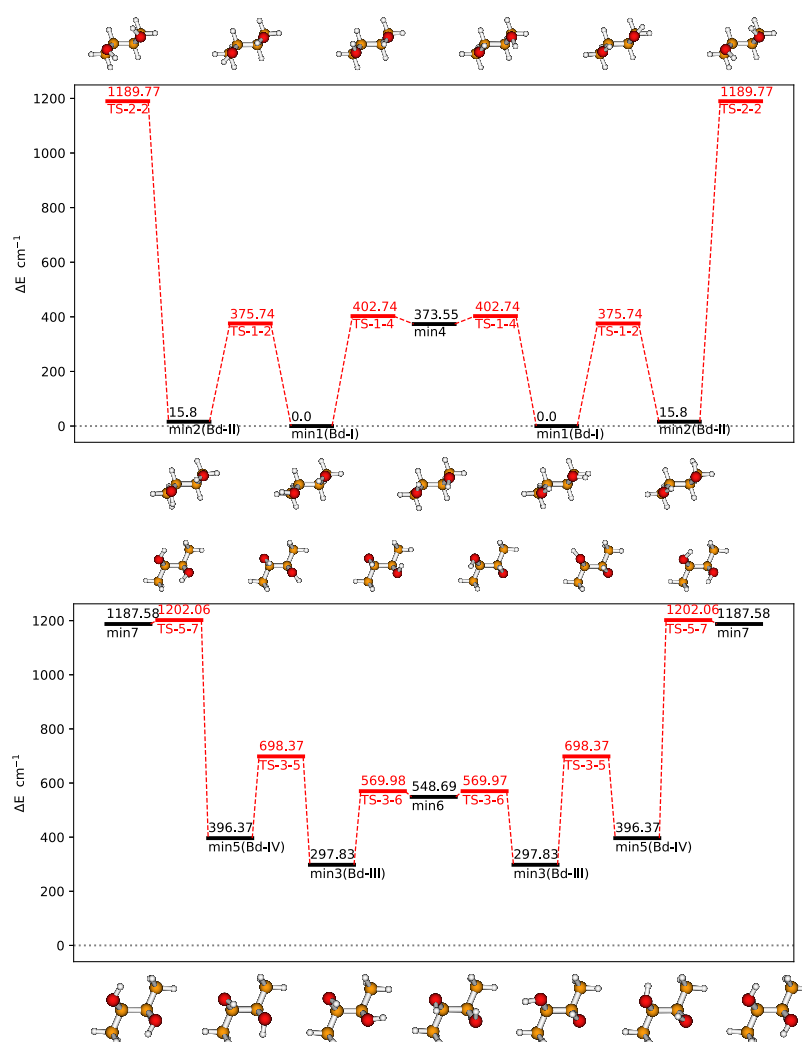 1200
1000
800
600
400
200
0
ΔE cm⁻¹
1189.77
TS-2-2
15.8
min2(Bd-II)
375.74
TS-1-2
0.0
min1(Bd-I)
402.74
TS-1-4
373.55
min4
402.74
TS-1-4
0.0
min1(Bd-I)
375.74
TS-1-2
15.8
min2(Bd-II)
1189.77
TS-2-2
1200
1000
800
600
400
200
0
ΔE cm⁻¹
1187.58
min7
1202.06
TS-5-7
396.37
min5(Bd-IV)
698.37
TS-3-5
297.83
min3(Bd-III)
569.98
TS-3-6
548.69
min6
569.97
TS-3-6
297.83
min3(Bd-III)
698.37
TS-3-5
396.37
min5(Bd-IV)
1202.06
TS-5-7
1187.58
min7